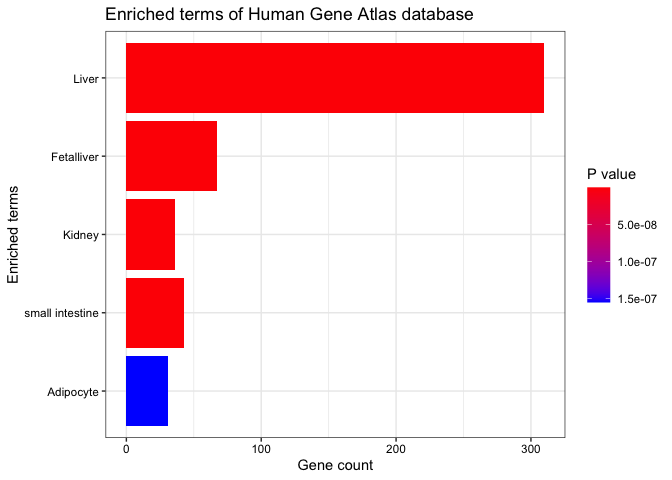 Enriched terms of Human Gene Atlas database
Enriched terms
Liver
Fetalliver
Kidney
small intestine
Adipocyte
0
100
200
300
Gene count
P value
5.0e-08
1.0e-07
1.5e-07